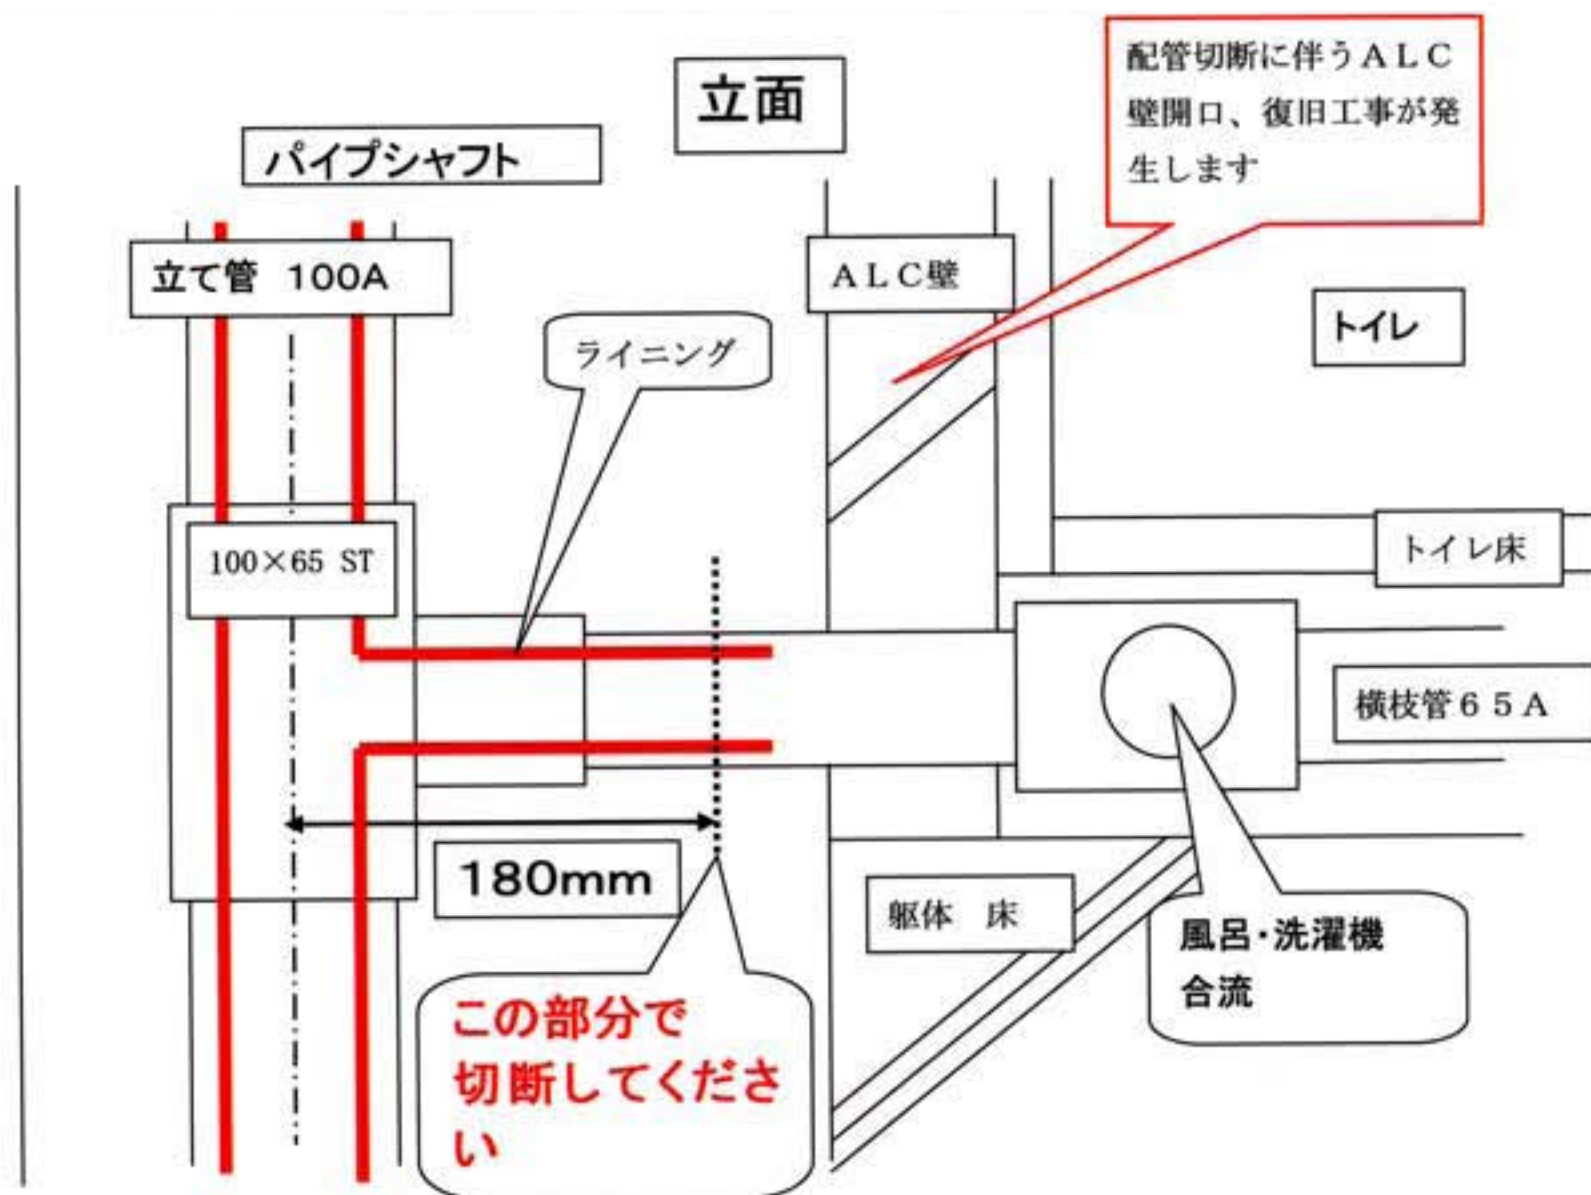 立面
配管切断に伴うＡＬＣ
壁開口、復旧工事が発
生します
パイプシャフト
立て管　100A
ＡＬＣ壁
ライニング
トイレ
100×65 ST
トイレ床
横枝管６５A
180mm
躯体　床
風呂・洗濯機
合流
この部分で
切断してくださ
い